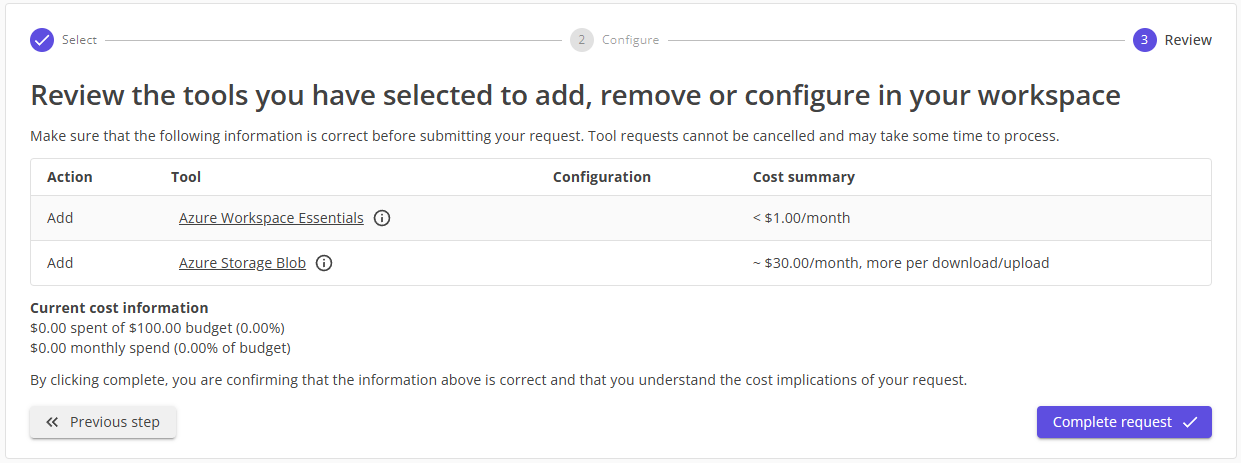 Select 2 Configure 3 Review
Review the tools you have selected to add, remove or configure in your workspace
Make sure that the following information is correct before submitting your request. Tool requests cannot be cancelled and may take some time to process.
Action Tool Configuration Cost summary
Add Azure Workspace Essentials < $1.00/month
Add Azure Storage Blob ~ $30.00/month, more per download/upload
Current cost information
$0.00 spent of $100.00 budget (0.00%)
$0.00 monthly spend (0.00% of budget)
By clicking complete, you are confirming that the information above is correct and that you understand the cost implications of your request.
Previous step Complete request